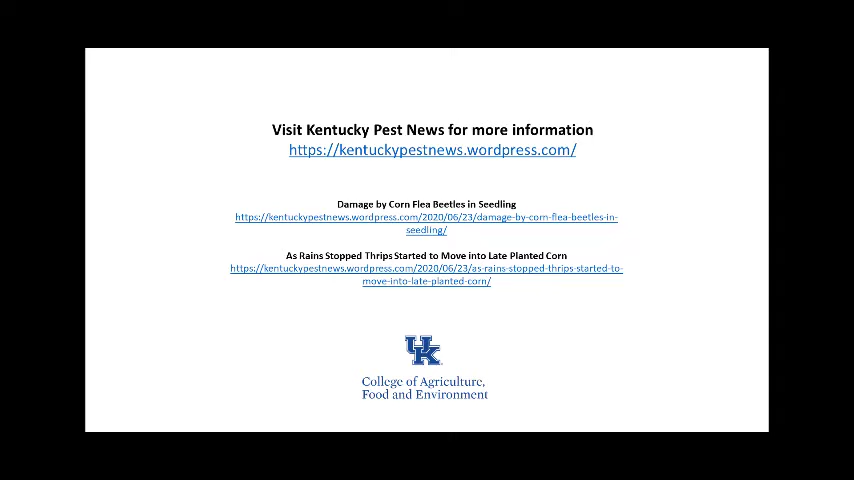 Visit Kentucky Pest News for more information
https://kentuckypestnews.wordpress.com/
Damage by Corn Flea Beetles in Seedling
https://kentuckypestnews.wordpress.com/2020/06/23/damage-by-corn-flea-beetles-in-
seedling/
As Rains Stopped Thrips Started to Move into Late Planted Corn
https://kentuckypestnews.wordpress.com/2020/06/23/as-rains-stopped-thrips-started-to-
move-into-late-planted-corn/
UK
College of Agriculture,
Food and Environment